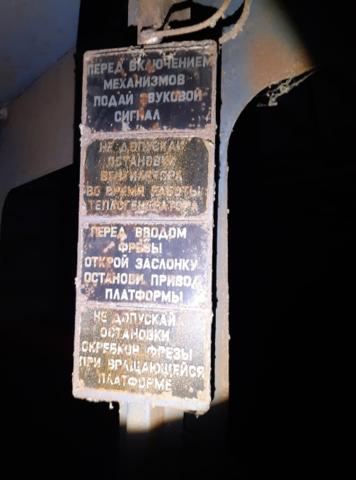 ПЕРЕД ВКЛЮЧЕНИЕМ
МЕХАНИЗМОВ
ПОДАЙ ЗВУКОВОЙ
СИГНАЛ
НЕ ДОПУСКАЙ
ОСТАНОВКИ
ВЕНТИЛЯТОРА
ВО ВРЕМЯ РАБОТЫ
ТЕПЛОГЕНЕРАТОРА
ПЕРЕД ВВОДОМ
ФРЕЗЫ
ОТКРОЙ ЗАСЛОНКУ
ОСТАНОВИ ПРИВОД
ПЛАТФОРМЫ
НЕ ДОПУСКАЙ
ОСТАНОВКИ
СКРЕБКОВ ФРЕЗЫ
ПРИ ВРАЩАЮЩЕЙСЯ
ПЛАТФОРМЕ